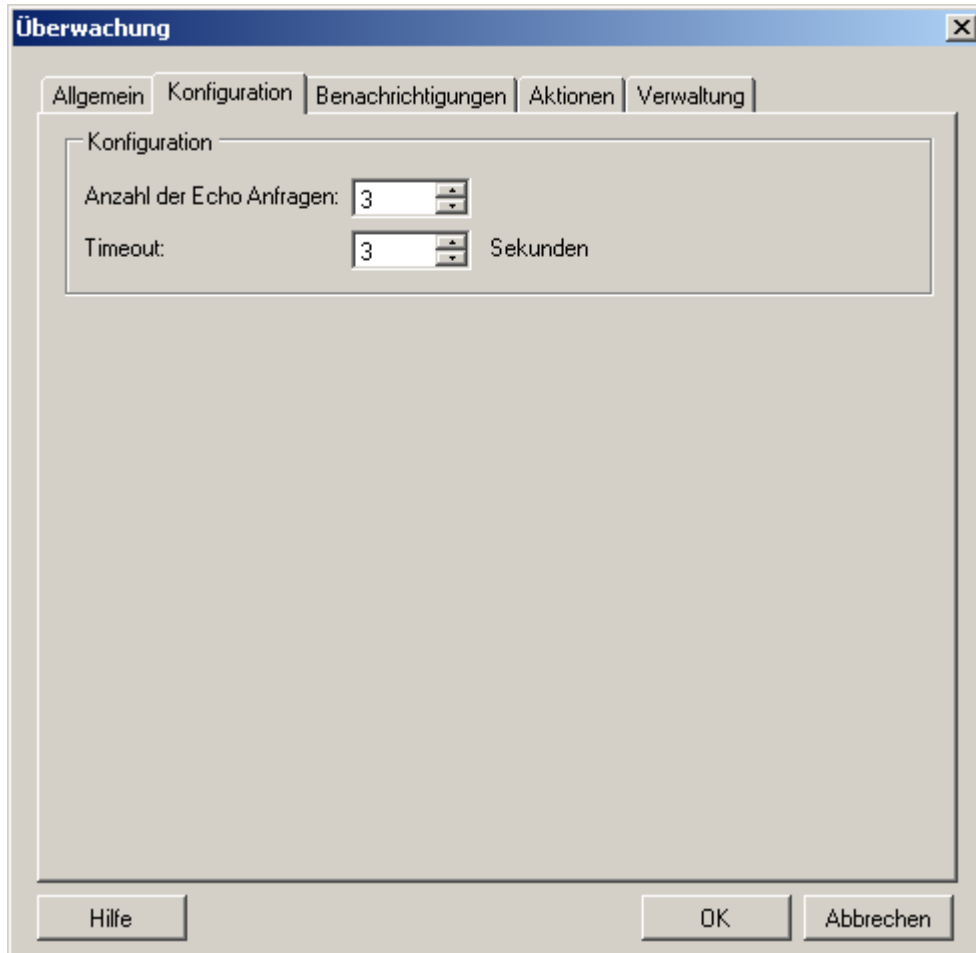 Überwachung
Allgemein Konfiguration Benachrichtigungen Aktionen Verwaltung
Konfiguration
Anzahl der Echo Anfragen: 3
Timeout: 3 Sekunden
Hilfe OK Abbrechen